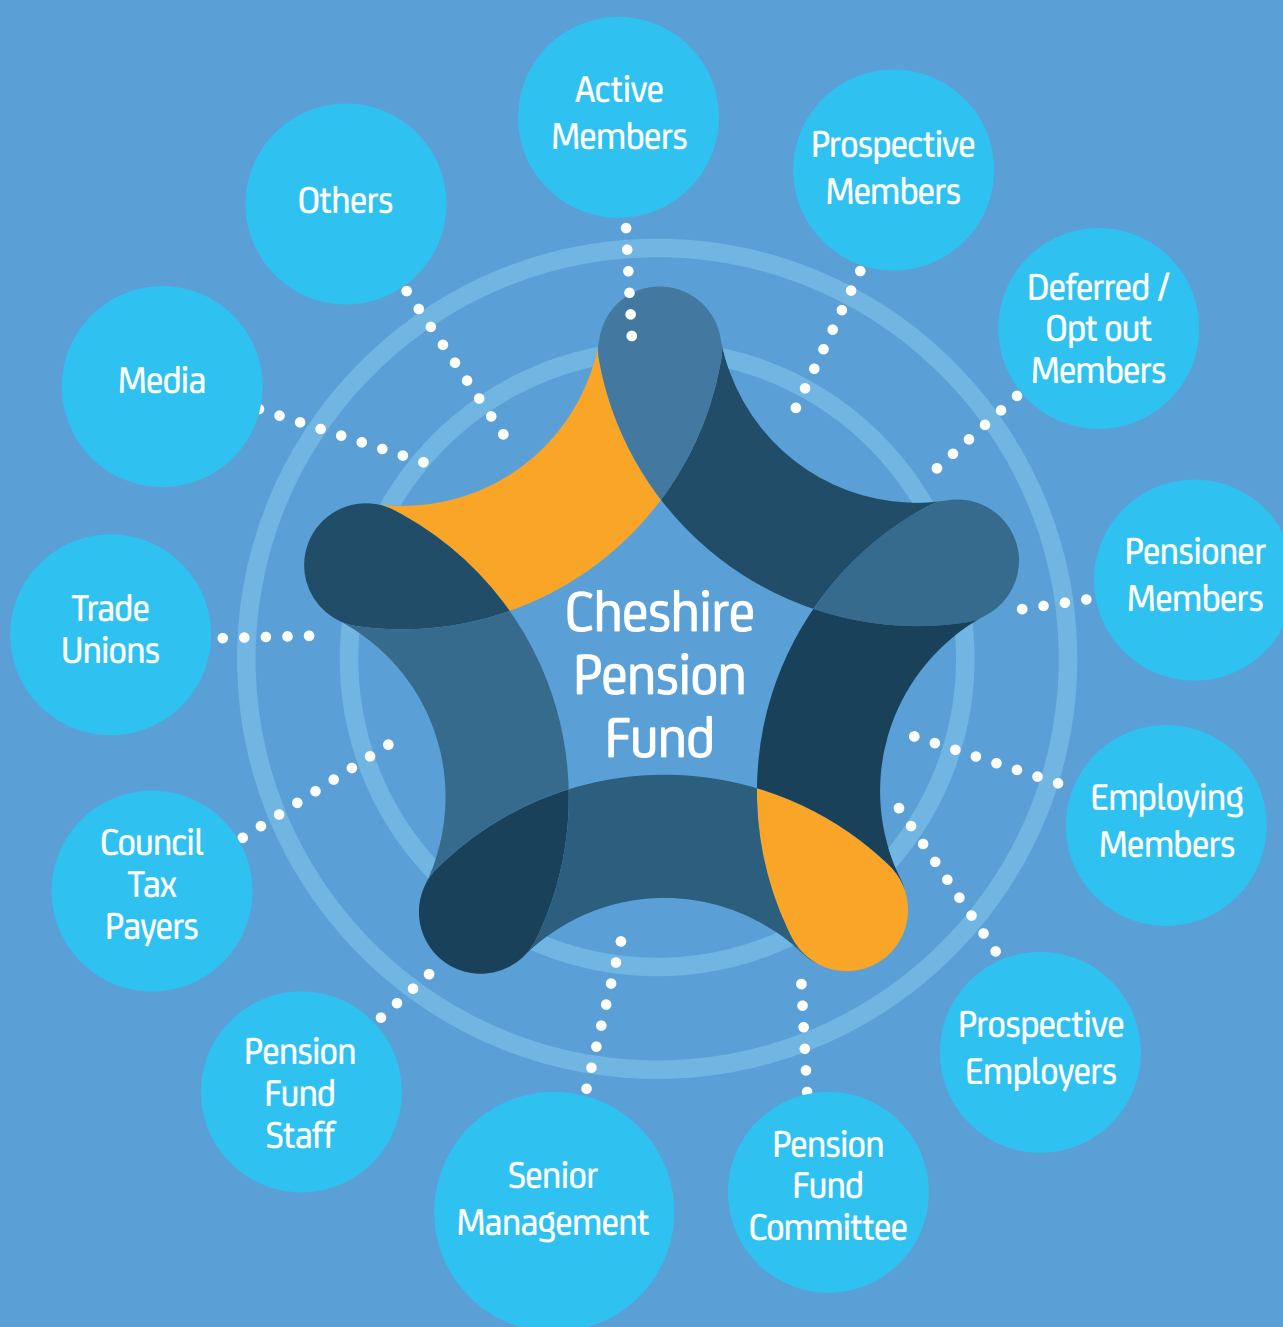 Active
Members
Prospective
Members
Deferred /
Opt out
Members
Pensioner
Members
Employing
Members
Prospective
Employers
Pension
Fund
Committee
Senior
Management
Pension
Fund
Staff
Council
Tax
Payers
Trade
Unions
Media
Others
Cheshire
Pension
Fund